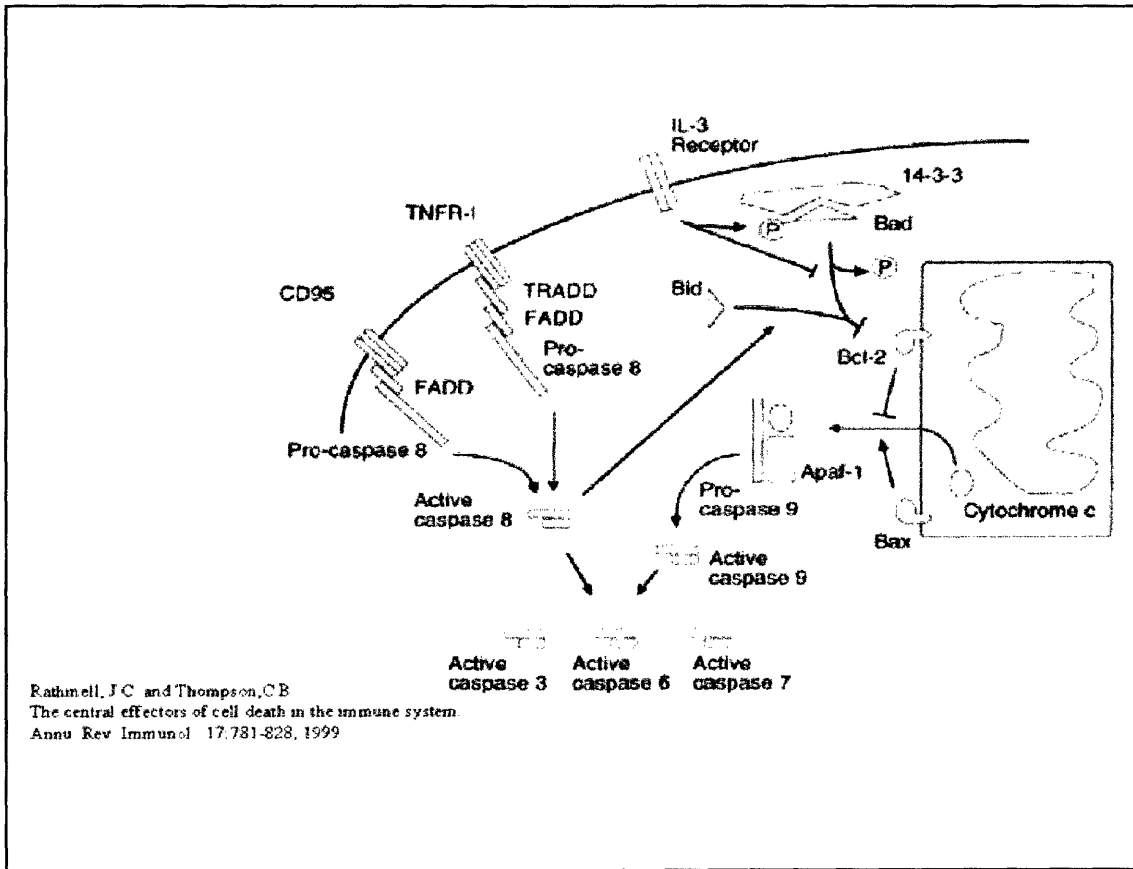 IL-3
Receptor
14-3-3
TNFR-I
P
Bad
P
CD95
TRADD
FADD
Pro-
caspase 8
Bid
Bcl-2
FADD
Pro-caspase 8
Apaf-1
Active
caspase 8
Pro-
caspase 9
Cytochrome c
Bax
Active
caspase 9
Active
caspase 3
Active
caspase 6
Active
caspase 7
Rathmell, J C and Thompson, C B
The central effectors of cell death in the immune system.
Annu Rev Immunol 17:781-828, 1999